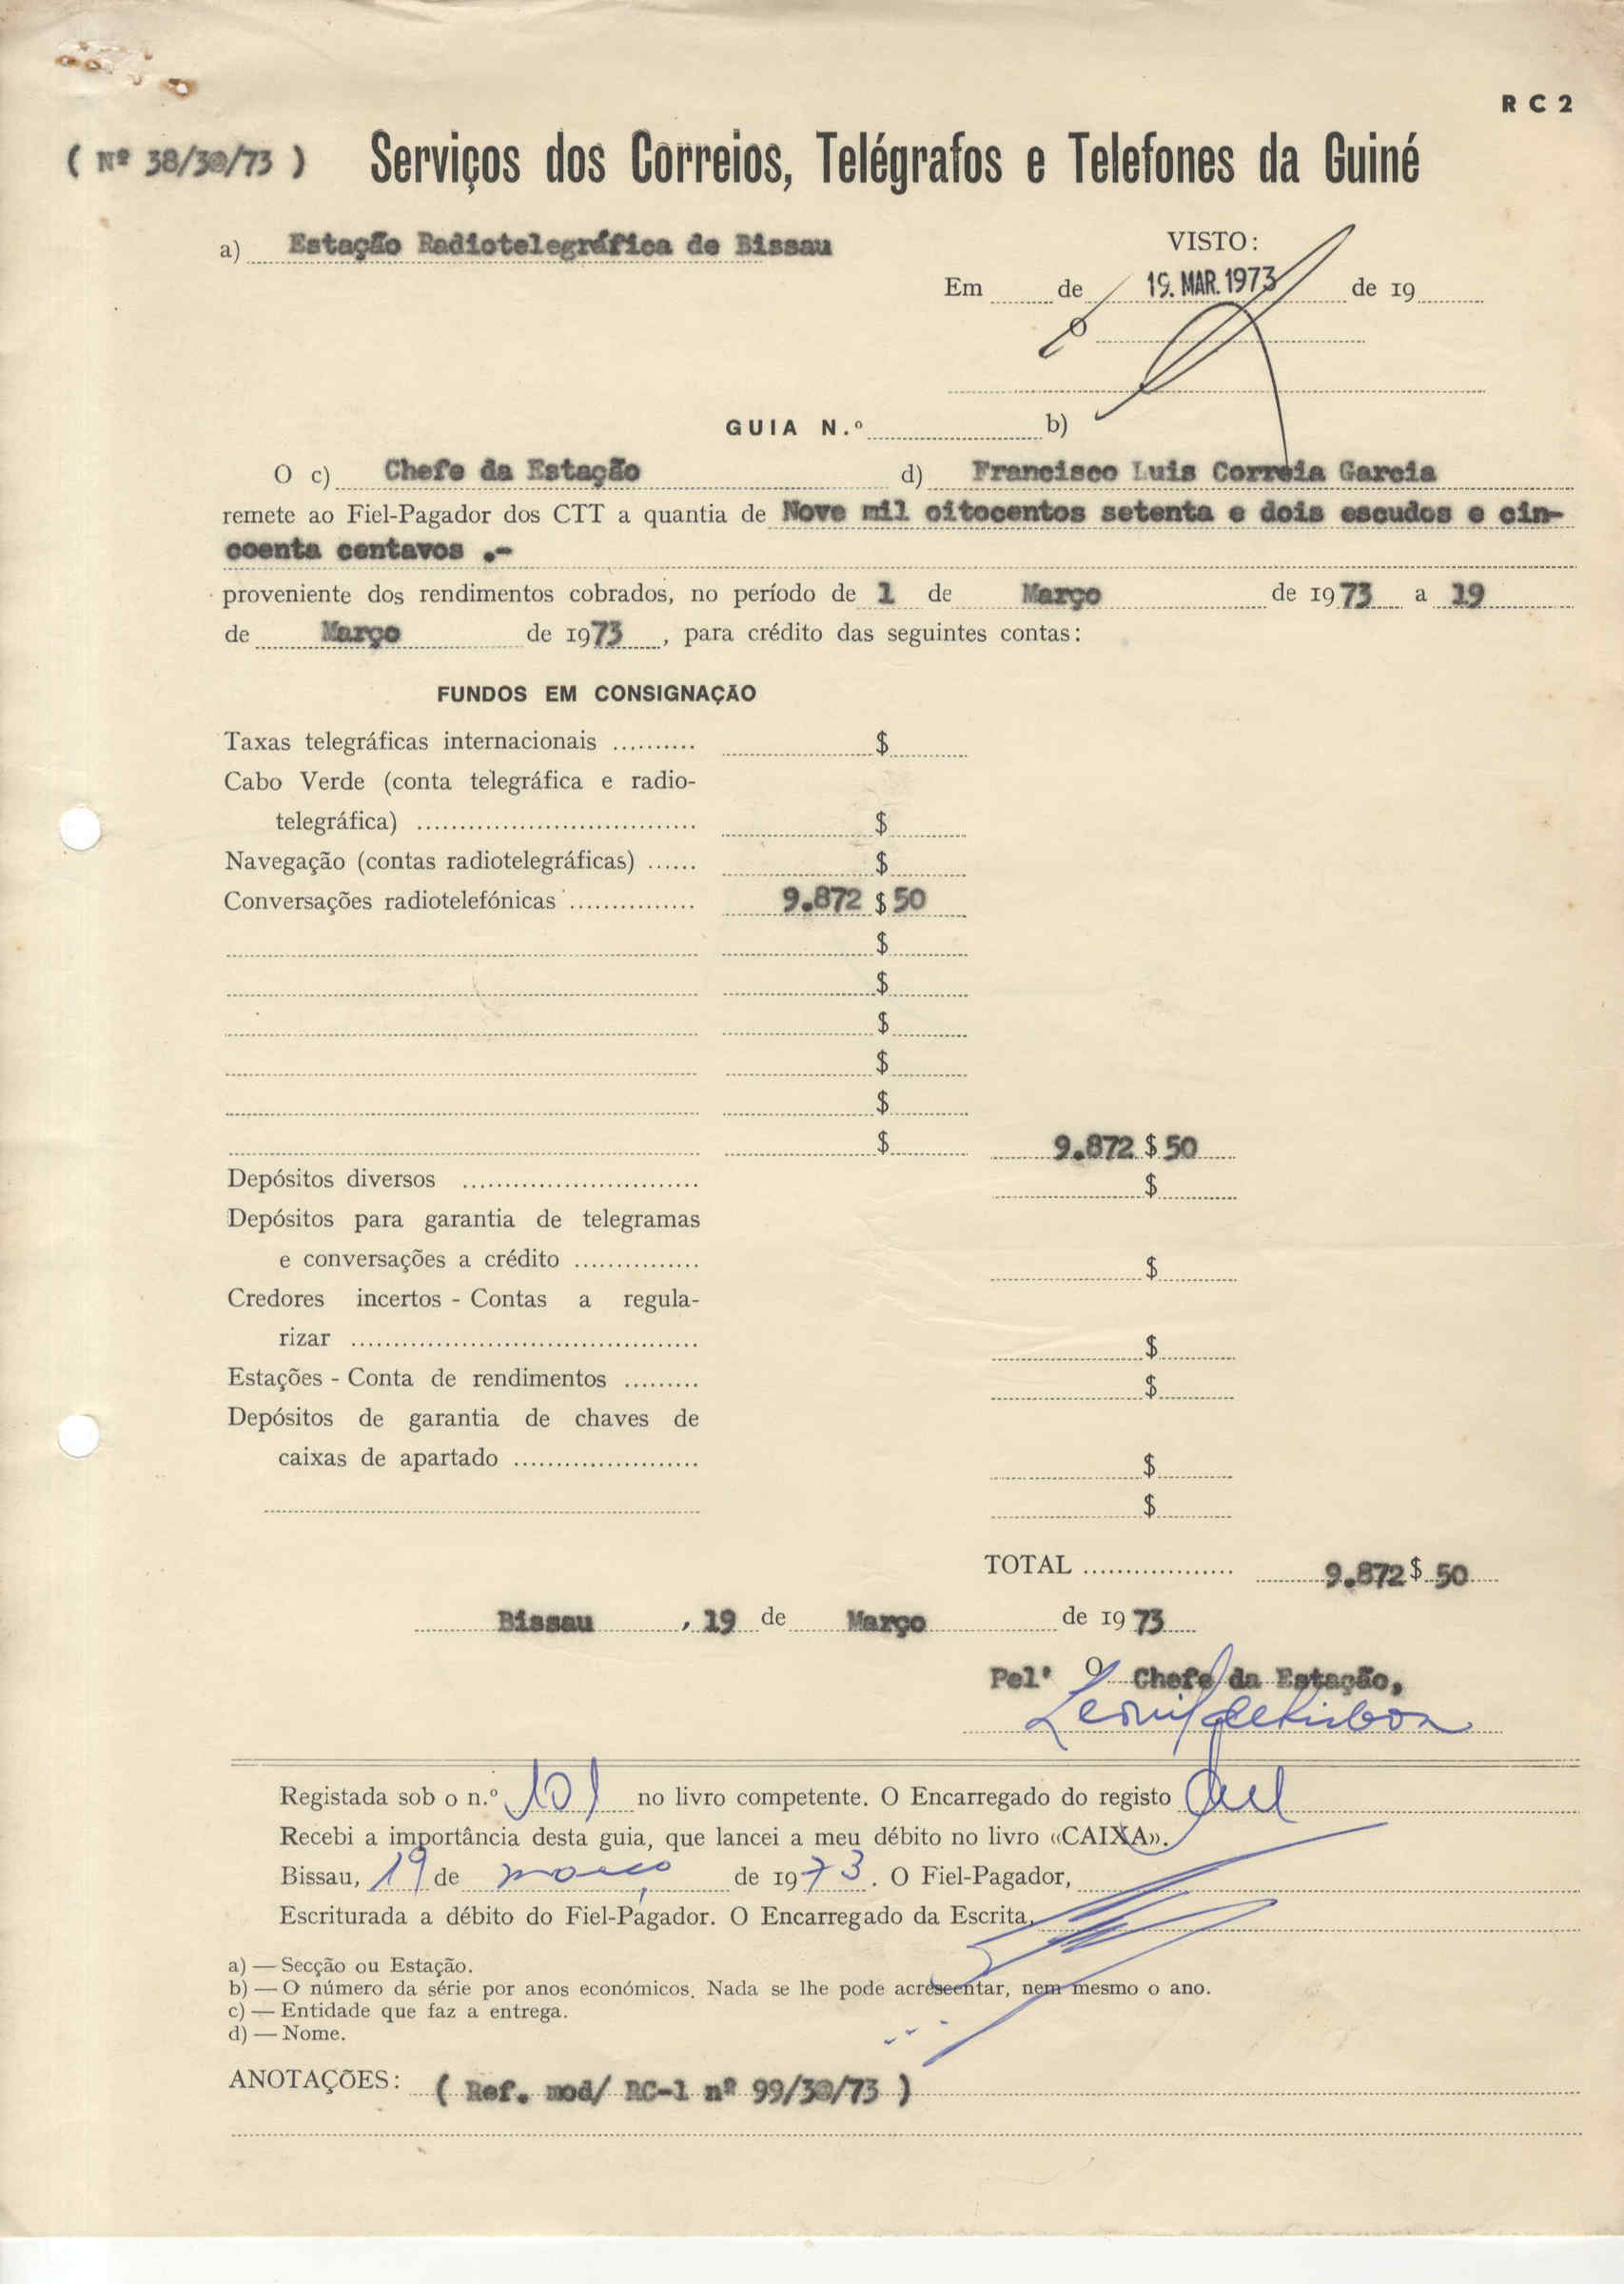 R C 2
( Nº 38/30/73 ) Serviços dos Correios, Telégrafos e Telefones da Guiné
a) Estação Radiotelegráfica de Bissau
VISTO:
Em de 19. MAR. 1973 de 19
O
GUIA N.º b)
O c) Chefe da Estação d) Francisco Luis Correia Garcia
remete ao Fiel-Pagador dos CTT a quantia de Nove mil oitocentos setenta e dois escudos e cin-
coenta centavos .-
proveniente dos rendimentos cobrados, no período de 1 de Março de 1973 a 19
de Março de 1973, para crédito das seguintes contas:
FUNDOS EM CONSIGNAÇÃO
Taxas telegráficas internacionais .......... $
Cabo Verde (conta telegráfica e radio-
telegráfica) ................................. $
Navegação (contas radiotelegráficas) ...... $
Conversações radiotelefónicas ............... 9.872 $ 50
$
$
$
$
$
$ 9.872 $ 50
Depósitos diversos ............................ $
Depósitos para garantia de telegramas
e conversações a crédito ............... $
Credores incertos - Contas a regula-
rizar ......................................... $
Estações - Conta de rendimentos ......... $
Depósitos de garantia de chaves de
caixas de apartado ...................... $
$
TOTAL .................. 9.872 $ 50
Bissau, 19 de Março de 1973
Pel' O Chefe da Estação,
Registada sob o n.º 101 no livro competente. O Encarregado do registo
Recebi a importância desta guia, que lancei a meu débito no livro «CAIXA».
Bissau, 19 de março de 1973. O Fiel-Pagador,
Escriturada a débito do Fiel-Pagador. O Encarregado da Escrita,
a) — Secção ou Estação.
b) — O número da série por anos económicos. Nada se lhe pode acrescentar, nem mesmo o ano.
c) — Entidade que faz a entrega.
d) — Nome.
ANOTAÇÕES: ( Ref. mod/ RC-1 nº 99/30/73 )